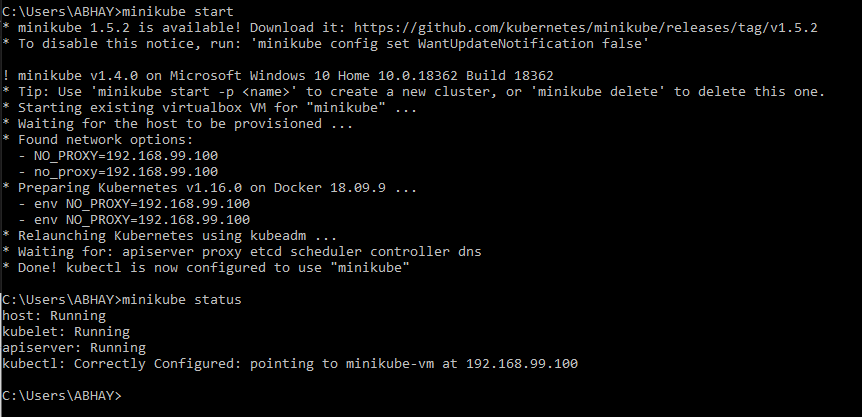 C:\Users\ABHAY>minikube start
* minikube 1.5.2 is available! Download it: https://github.com/kubernetes/minikube/releases/tag/v1.5.2
* To disable this notice, run: 'minikube config set WantUpdateNotification false'
! minikube v1.4.0 on Microsoft Windows 10 Home 10.0.18362 Build 18362
* Tip: Use 'minikube start -p <name>' to create a new cluster, or 'minikube delete' to delete this one.
* Starting existing virtualbox VM for "minikube" ...
* Waiting for the host to be provisioned ...
* Found network options:
  - NO_PROXY=192.168.99.100
  - no_proxy=192.168.99.100
* Preparing Kubernetes v1.16.0 on Docker 18.09.9 ...
  - env NO_PROXY=192.168.99.100
  - env NO_PROXY=192.168.99.100
* Relaunching Kubernetes using kubeadm ...
* Waiting for: apiserver proxy etcd scheduler controller dns
* Done! kubectl is now configured to use "minikube"
C:\Users\ABHAY>minikube status
host: Running
kubelet: Running
apiserver: Running
kubectl: Correctly Configured: pointing to minikube-vm at 192.168.99.100
C:\Users\ABHAY>